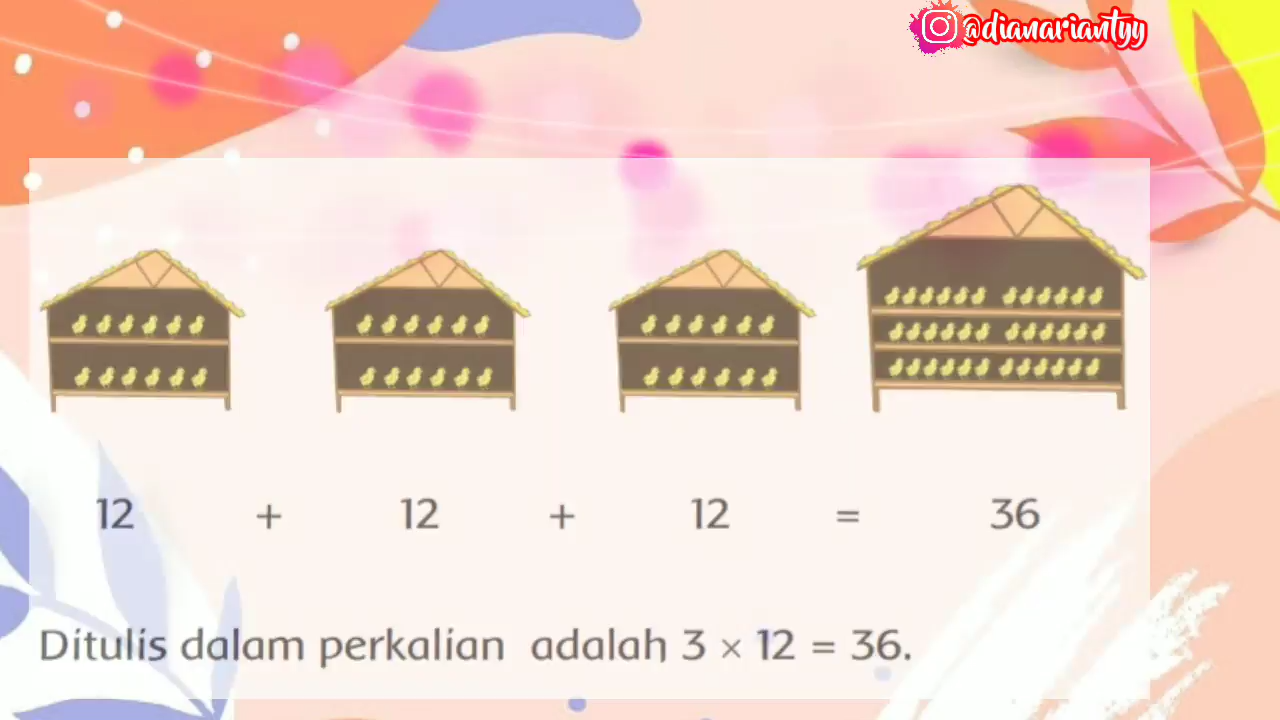 @dianariantyy
12 + 12 + 12 = 36
Ditulis dalam perkalian adalah 3 × 12 = 36.